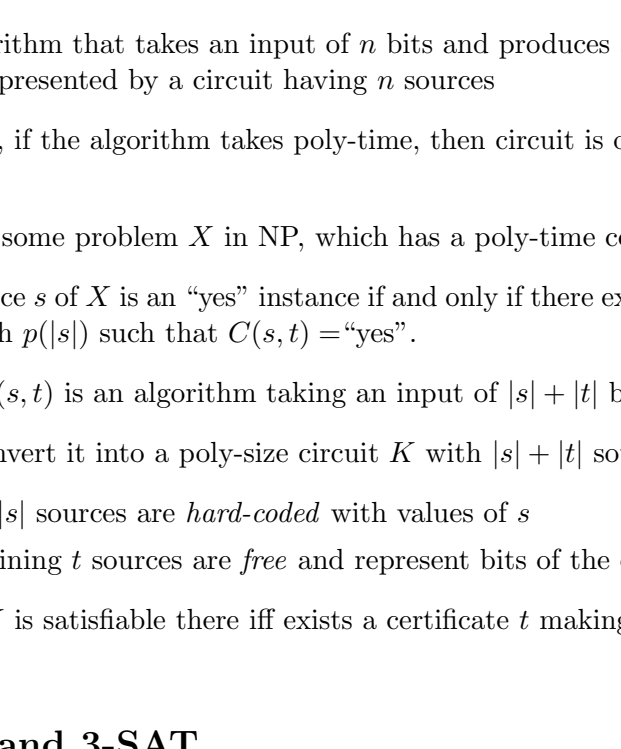 rithm that takes an input of n bits and produces
presented by a circuit having n sources
, if the algorithm takes poly-time, then circuit is
some problem X in NP, which has a poly-time c
ce s of X is an “yes” instance if and only if there ex
h p(|s|) such that C(s, t) =“yes”.
(s, t) is an algorithm taking an input of |s| + |t| b
nvert it into a poly-size circuit K with |s| + |t| so
|s| sources are hard-coded with values of s
ining t sources are free and represent bits of the
is satisfiable there iff exists a certificate t making
and 3-SAT